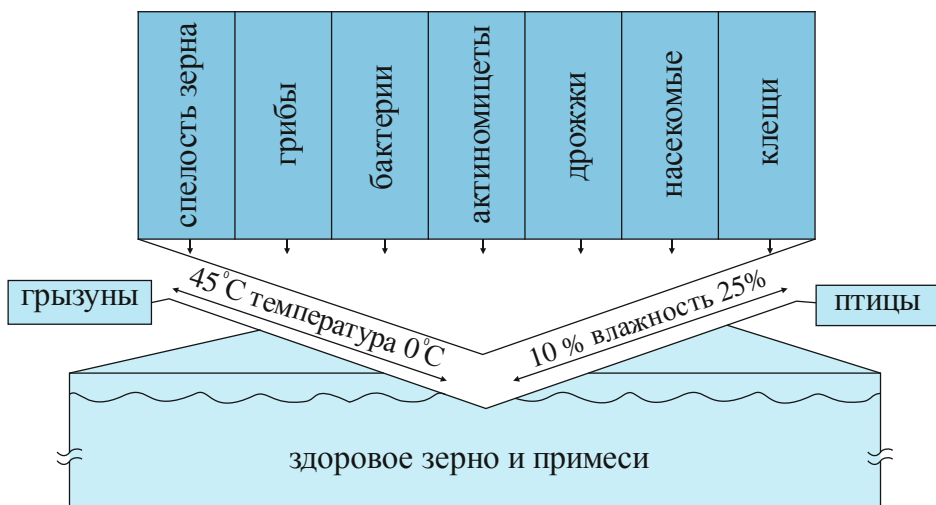 спелость зерна
грибы
бактерии
актиномицеты
дрожжи
насекомые
клещи
грызуны
45°C температура 0°C
10 % влажность 25%
птицы
здоровое зерно и примеси